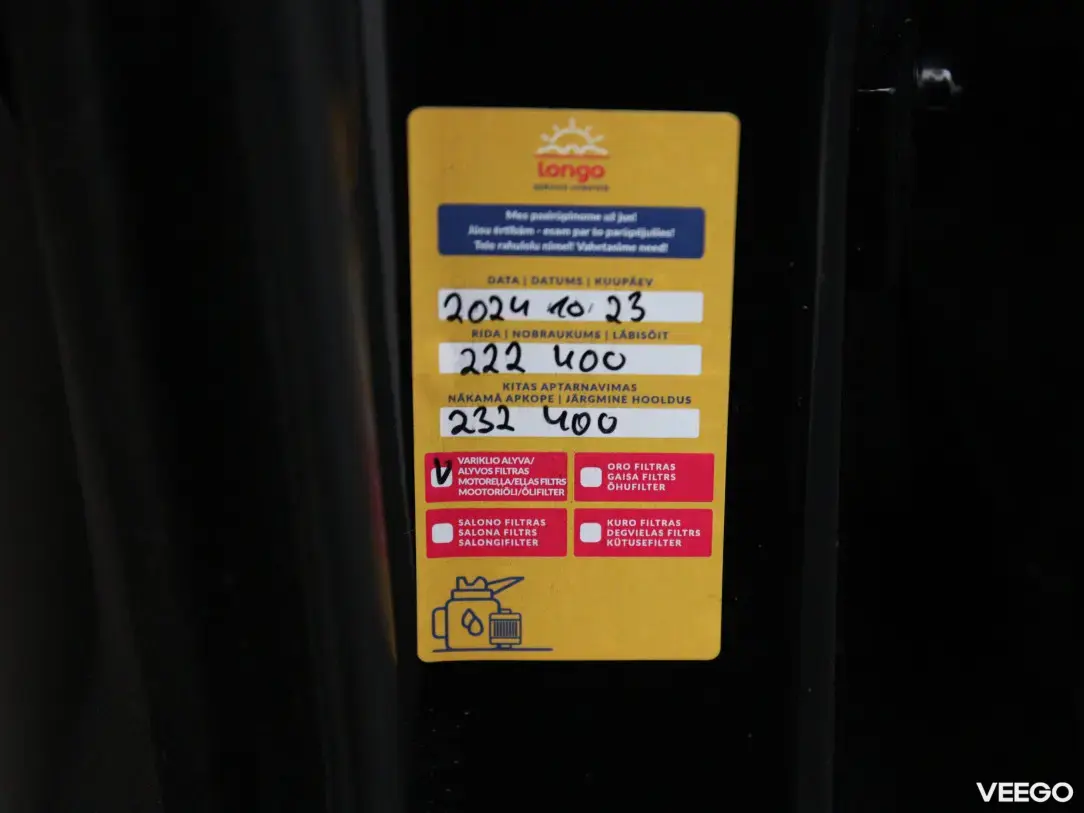 longo
Mes pasirūpinome už jus!
Jūsu ērtībām - esam par to parūpējušies!
Teie rahulolu nimel! Vahetasime need!
DATA | DATUMS | KUUPÄEV
2024 10 23
RIDA | NOBRAUKUMS | LÄBISÕIT
222 400
KITAS APTARNAVIMAS
NĀKAMĀ APKOPE | JÄRGMINE HOOLDUS
232 400
V VARIKLIO ALYVA/
ALYVOS FILTRAS
MOTOREĻĻA/EĻĻAS FILTRS
MOOTORIÕLI/ÕLIFILTER
ORO FILTRAS
GAISA FILTRS
ÕHUFILTER
SALONO FILTRAS
SALONA FILTRS
SALONGIFILTER
KURO FILTRAS
DEGVIELAS FILTRS
KÜTUSEFILTER
VEEGO